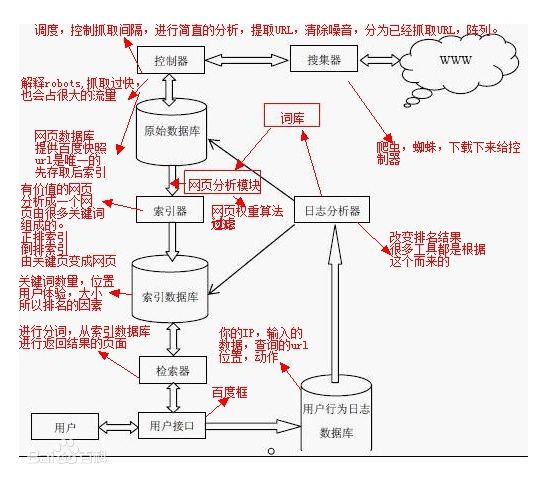 调度，控制抓取间隔，进行简直的分析，提取URL，清除噪音，分为已经抓取URL，阵列。
控制器
搜集器
WWW
解释robots,抓取过快，
也会占很大的流量
原始数据库
词库
网页数据库
提供百度快照
url是唯一的
先存取后索引
爬虫，蜘蛛，下载下来给控
制器
网页分析模块
有价值的网页
分析成一个网
页由很多关键词
组成的。
正排索引
倒排索引
由关键页变成网页
索引器
网页权重算法
过滤
日志分析器
改变排名结果
很多工具都是根据
这个而来的
关键词数量，位置
用户体验，大小
所以排名的因素
索引数据库
进行分词，从索引数据库
进行返回结果的页面
你的IP，输入的
数据，查询的url
位置，动作
检索器
百度框
用户
用户接口
用户行为日志
数据库
Bai百科